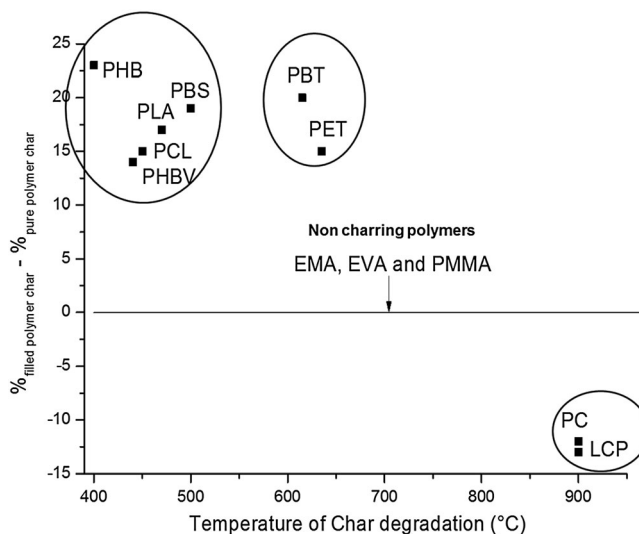 25
20
15
10
5
0
-5
-10
-15
%filled polymer char - %pure polymer char
PHB
PBS
PLA
PCL
PHBV
PBT
PET
Non charring polymers
EMA, EVA and PMMA
PC
LCP
400 500 600 700 800 900
Temperature of Char degradation (°C)